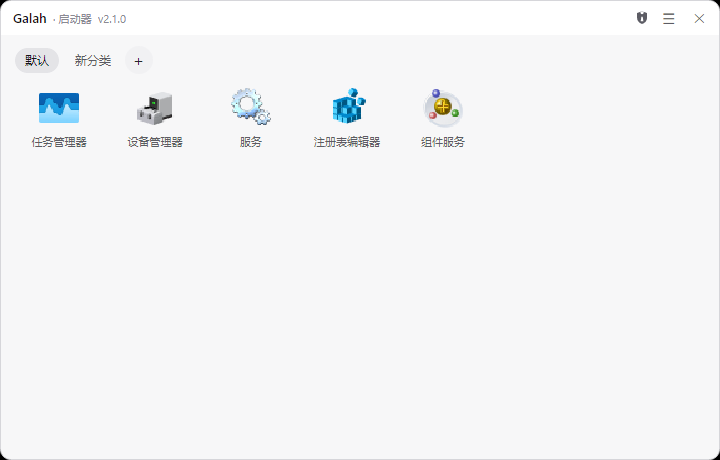 Galah · 启动器 v2.1.0
默认 新分类 +
任务管理器 设备管理器 服务 注册表编辑器 组件服务